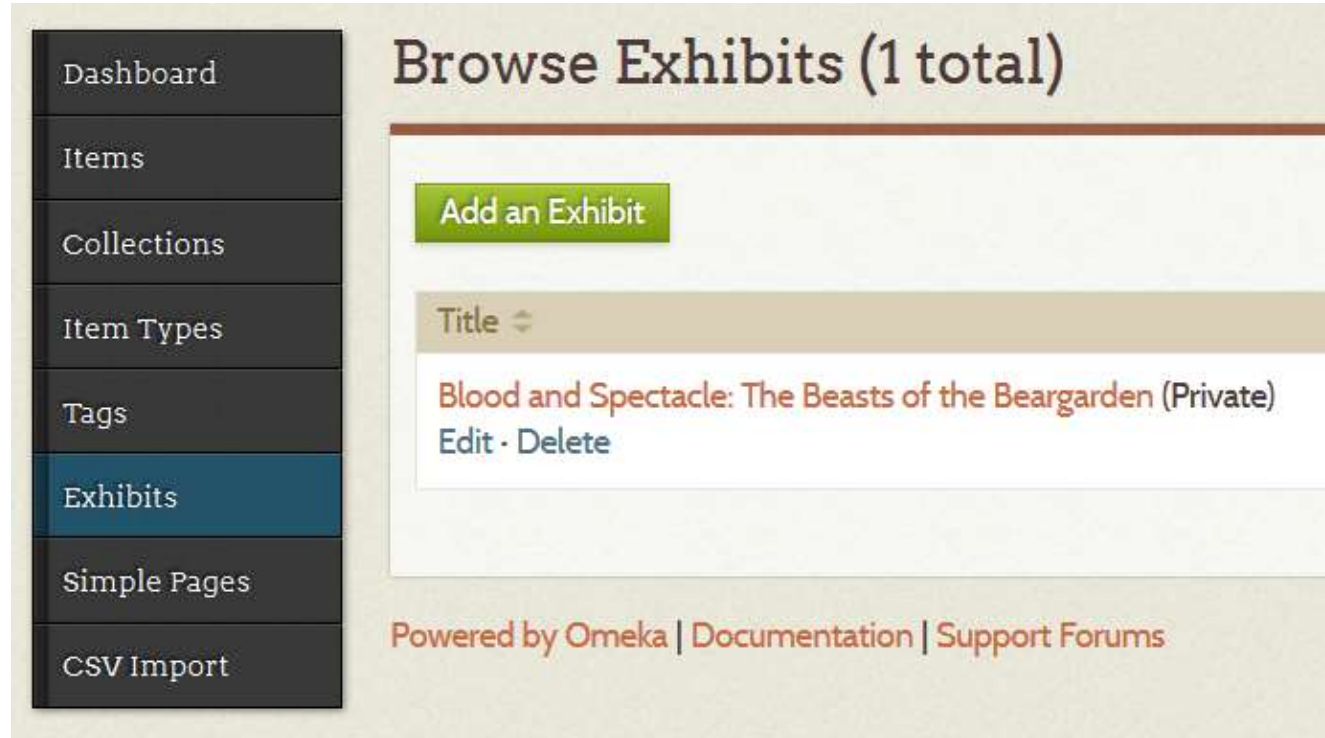 Dashboard
Items
Collections
Item Types
Tags
Exhibits
Simple Pages
CSV Import
Browse Exhibits (1 total)
Add an Exhibit
Title
Blood and Spectacle: The Beasts of the Beargarden (Private)
Edit · Delete
Powered by Omeka | Documentation | Support Forums